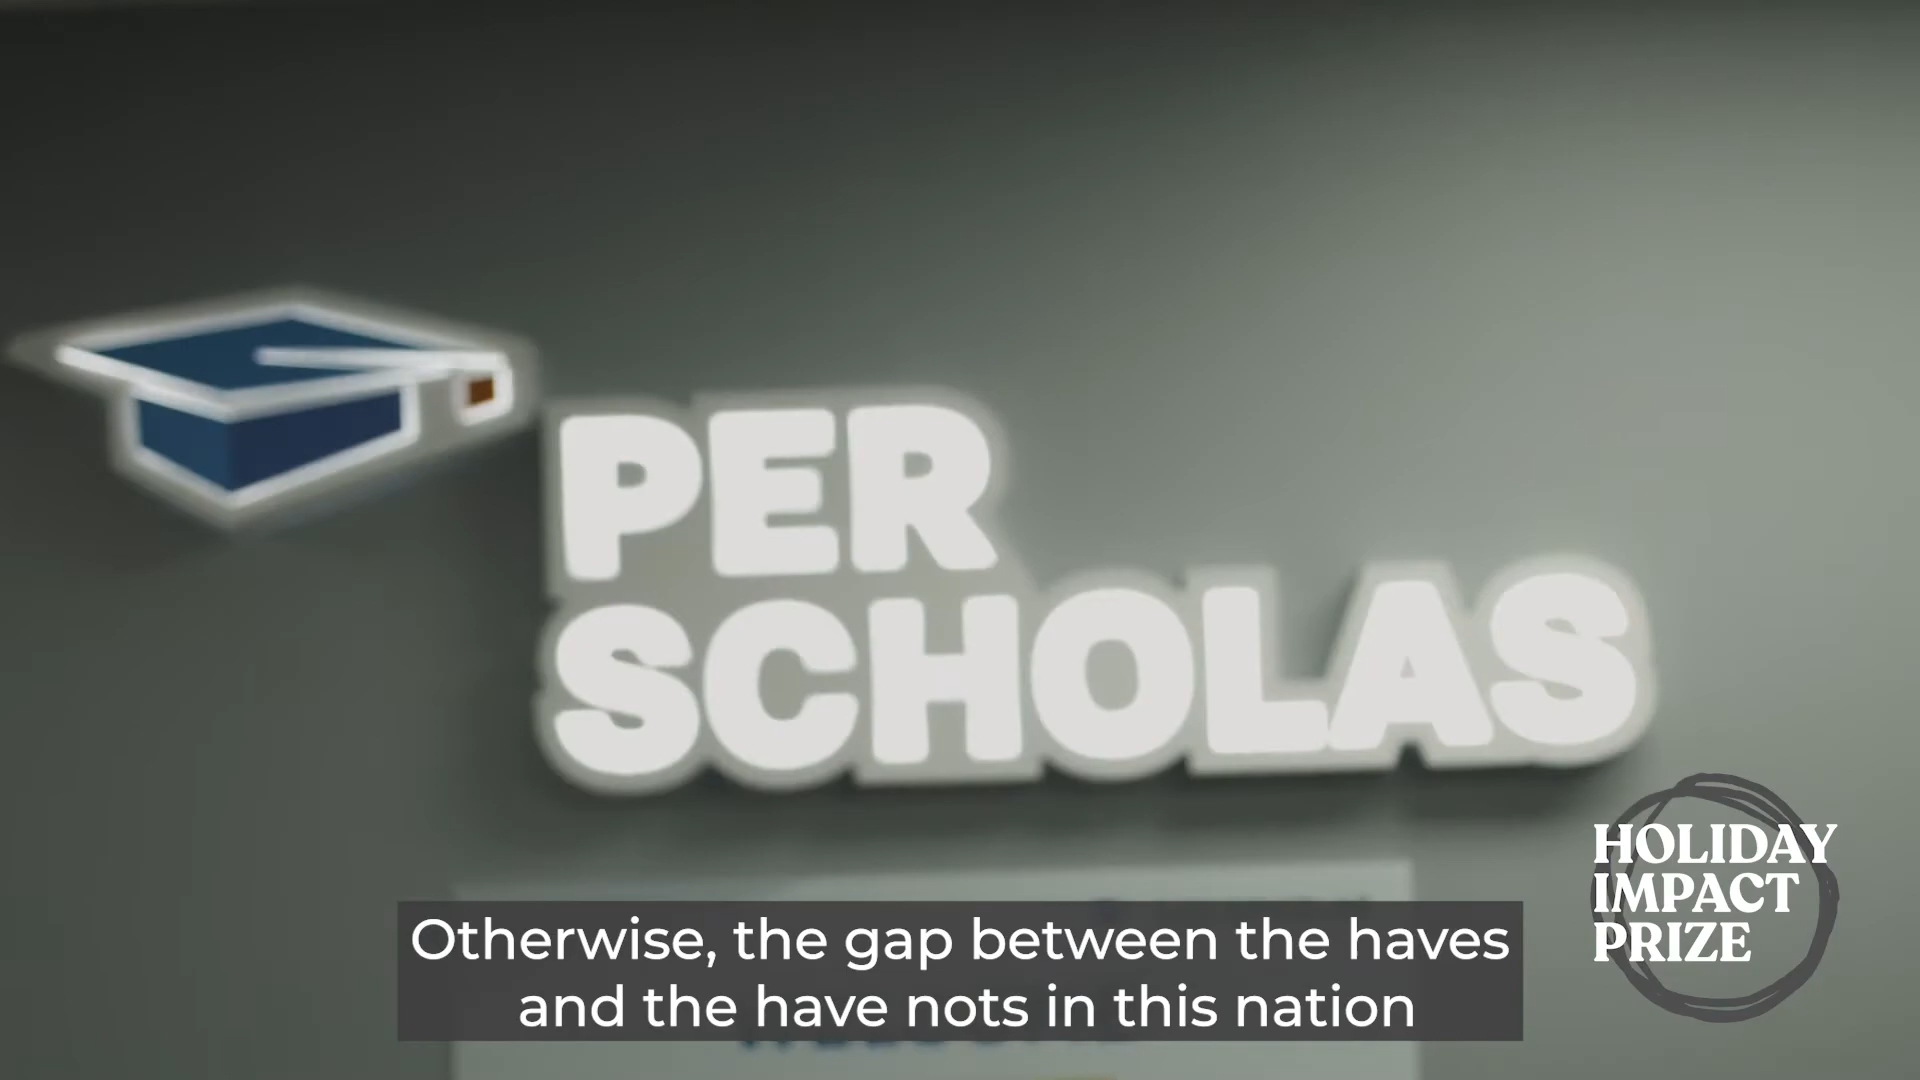 PER
SCHOLAS
HOLIDAY
IMPACT
PRIZE
Otherwise, the gap between the haves
and the have nots in this nation